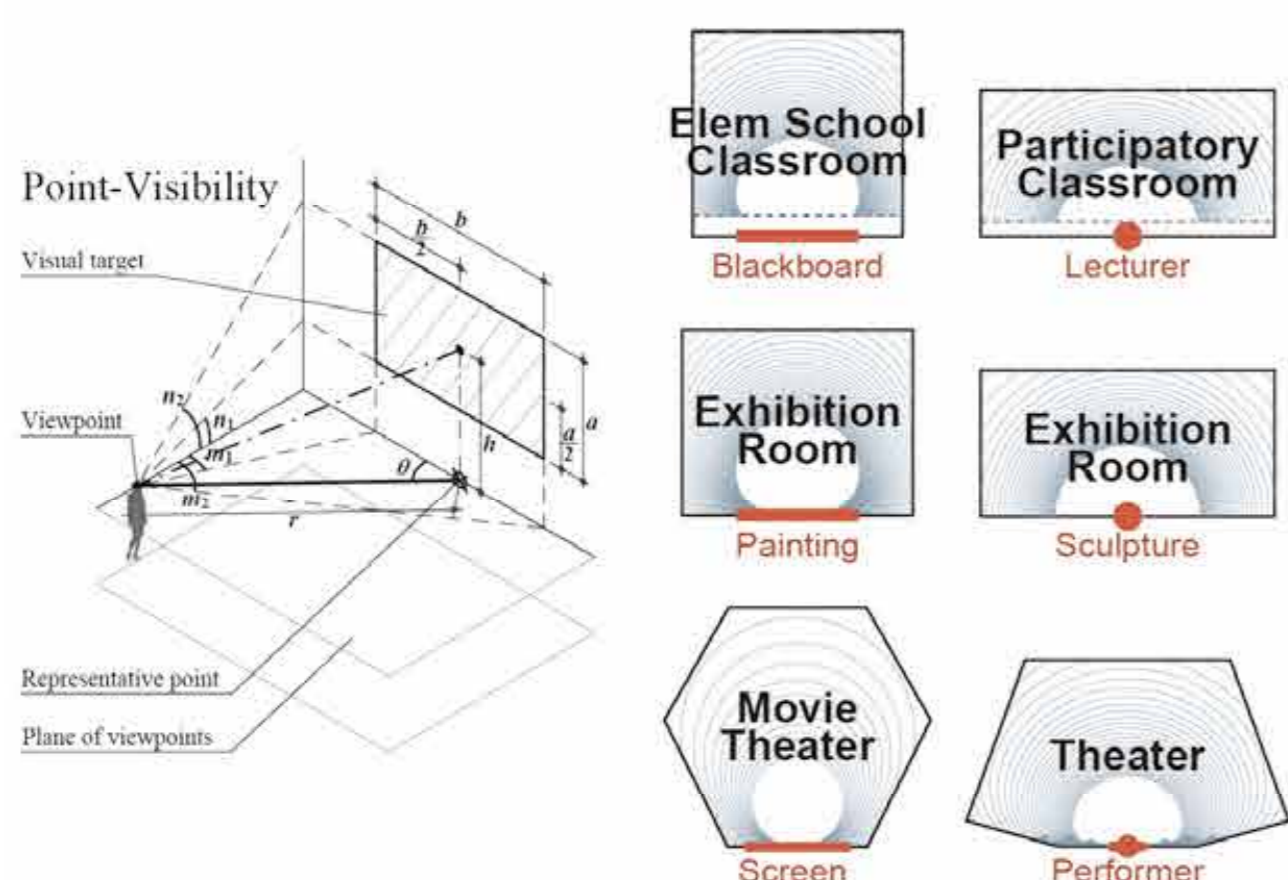 Point-Visibility
Visual target
Viewpoint
Representative point
Plane of viewpoints
b
b/2
a
a/2
h
n2
n1
m1
m2
θ
r
Elem School
Classroom
Blackboard
Participatory
Classroom
Lecturer
Exhibition
Room
Painting
Exhibition
Room
Sculpture
Movie
Theater
Screen
Theater
Performer